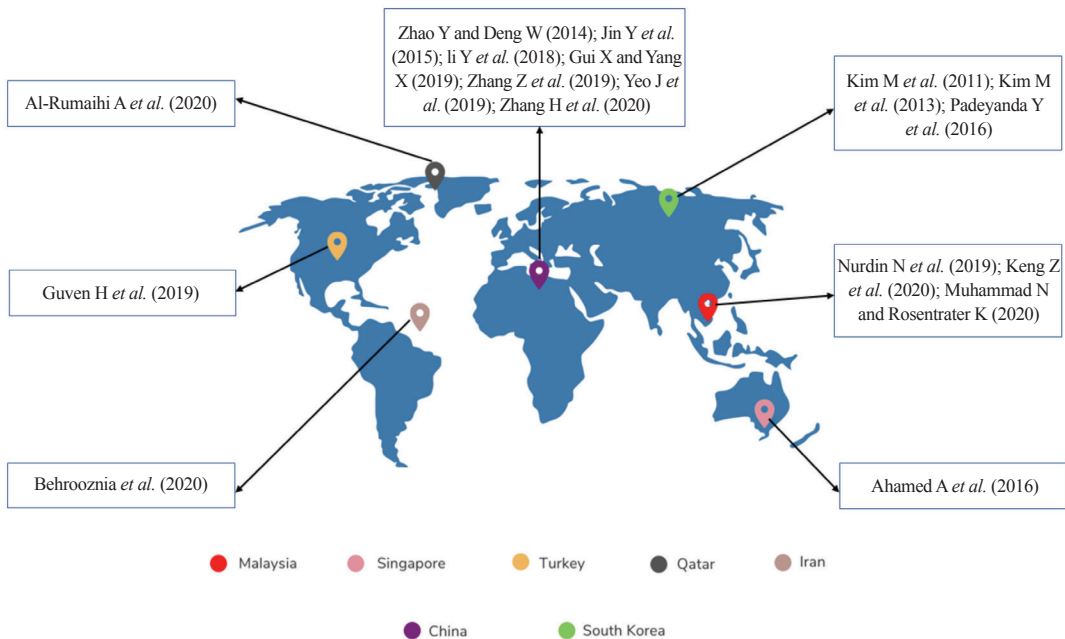 Zhao Y and Deng W (2014); Jin Y et al.
(2015); li Y et al. (2018); Gui X and Yang
X (2019); Zhang Z et al. (2019); Yeo J et
al. (2019); Zhang H et al. (2020)
Al-Rumaihi A et al. (2020)
Kim M et al. (2011); Kim M
et al. (2013); Padeyanda Y
et al. (2016)
Guven H et al. (2019)
Nurdin N et al. (2019); Keng Z
et al. (2020); Muhammad N
and Rosentrater K (2020)
Behrooznia et al. (2020)
Ahamed A et al. (2016)
Malaysia
Singapore
Turkey
Qatar
Iran
China
South Korea